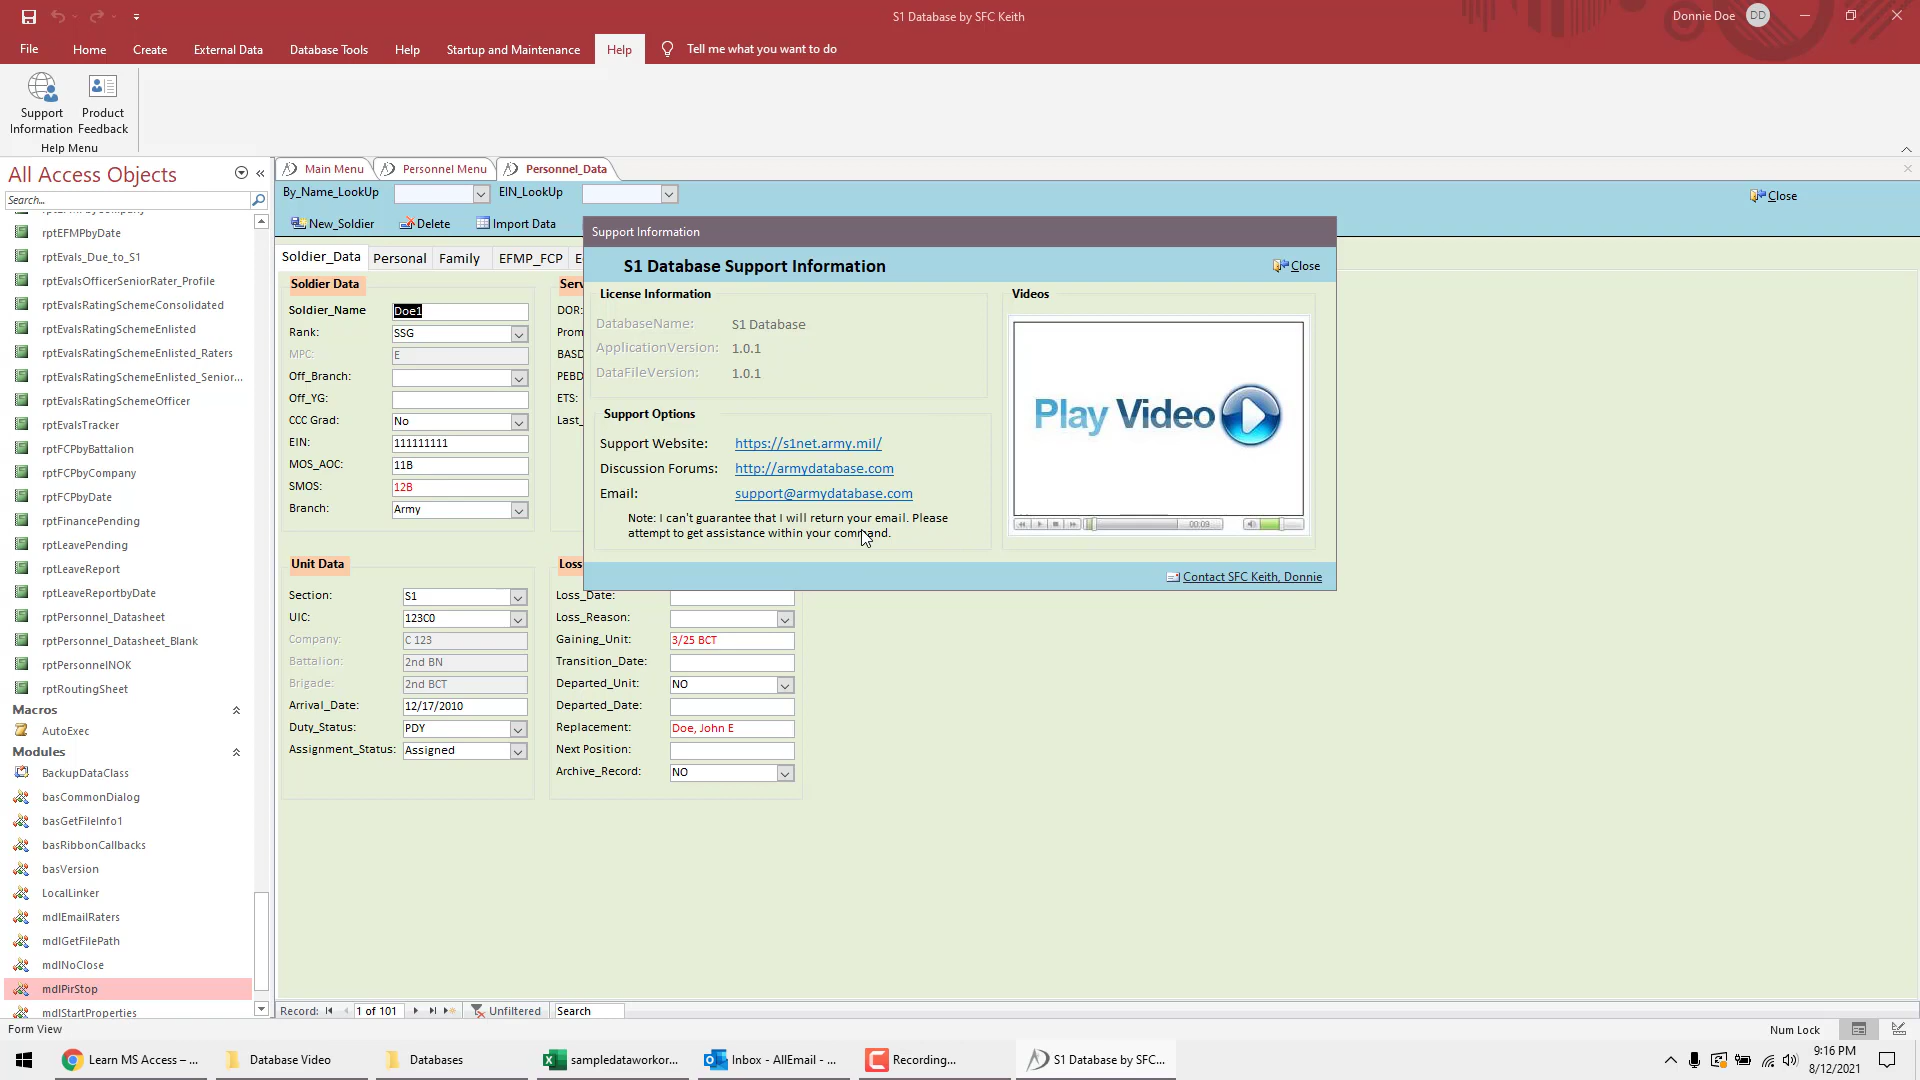 S1 Database by SFC Keith
Donnie Doe
DD
File
Home
Create
External Data
Database Tools
Help
Startup and Maintenance
Help
Tell me what you want to do
Support Information
Product Feedback
Help Menu
All Access Objects
Search...
rptEFMPbyDate
rptEvals_Due_to_S1
rptEvalsOfficerSeniorRater_Profile
rptEvalsRatingSchemeConsolidated
rptEvalsRatingSchemeEnlisted
rptEvalsRatingSchemeEnlisted_Raters
rptEvalsRatingSchemeEnlisted_Senior...
rptEvalsRatingSchemeOfficer
rptEvalsTracker
rptFCPbyBattalion
rptFCPbyCompany
rptFCPbyDate
rptFinancePending
rptLeavePending
rptLeaveReport
rptLeaveReportbyDate
rptPersonnel_Datasheet
rptPersonnel_Datasheet_Blank
rptPersonnelNOK
rptRoutingSheet
Macros
AutoExec
Modules
BackupDataClass
basCommonDialog
basGetFileInfo1
basRibbonCallbacks
basVersion
LocalLinker
mdlEmailRaters
mdlGetFilePath
mdlNoClose
mdlPirStop
mdlStartProperties
Main Menu
Personnel Menu
Personnel_Data
By_Name_LookUp
EIN_LookUp
Close
New_Soldier
Delete
Import Data
Soldier_Data
Personal
Family
EFMP_FCP
Soldier Data
Soldier_Name Doe1
Rank: SSG
MPC: E
Off_Branch:
Off_YG:
CCC Grad: No
EIN: 111111111
MOS_AOC: 11B
SMOS: 12B
Branch: Army
DOR:
BASD
PEBD
ETS:
Unit Data
Section: S1
UIC: 123C0
Company: C 123
Battalion: 2nd BN
Brigade: 2nd BCT
Arrival_Date: 12/17/2010
Duty_Status: PDY
Assignment_Status: Assigned
Loss
Loss_Date:
Loss_Reason:
Gaining_Unit: 3/25 BCT
Transition_Date:
Departed_Unit: NO
Departed_Date:
Replacement: Doe, John E
Next Position:
Archive_Record: NO
Support Information
S1 Database Support Information
Close
License Information
DatabaseName: S1 Database
ApplicationVersion: 1.0.1
DataFileVersion: 1.0.1
Support Options
Support Website: https://s1net.army.mil/
Discussion Forums: http://armydatabase.com
Email: support@armydatabase.com
Note: I can't guarantee that I will return your email. Please
attempt to get assistance within your command.
Videos
Play Video
00:09
Contact SFC Keith, Donnie
Record: 1 of 101 Unfiltered Search
Form View
Num Lock
Learn MS Access – ...
Database Video
Databases
sampledataworkor...
Inbox - AllEmail - ...
Recording...
S1 Database by SFC...
9:16 PM
8/12/2021